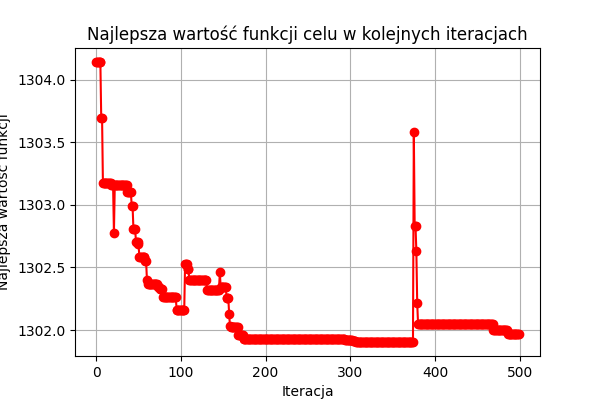 Najlepsza wartość funkcji celu w kolejnych iteracjach
Najlepsza wartość funkcji
1304.0
1303.5
1303.0
1302.5
1302.0
0 100 200 300 400 500
Iteracja